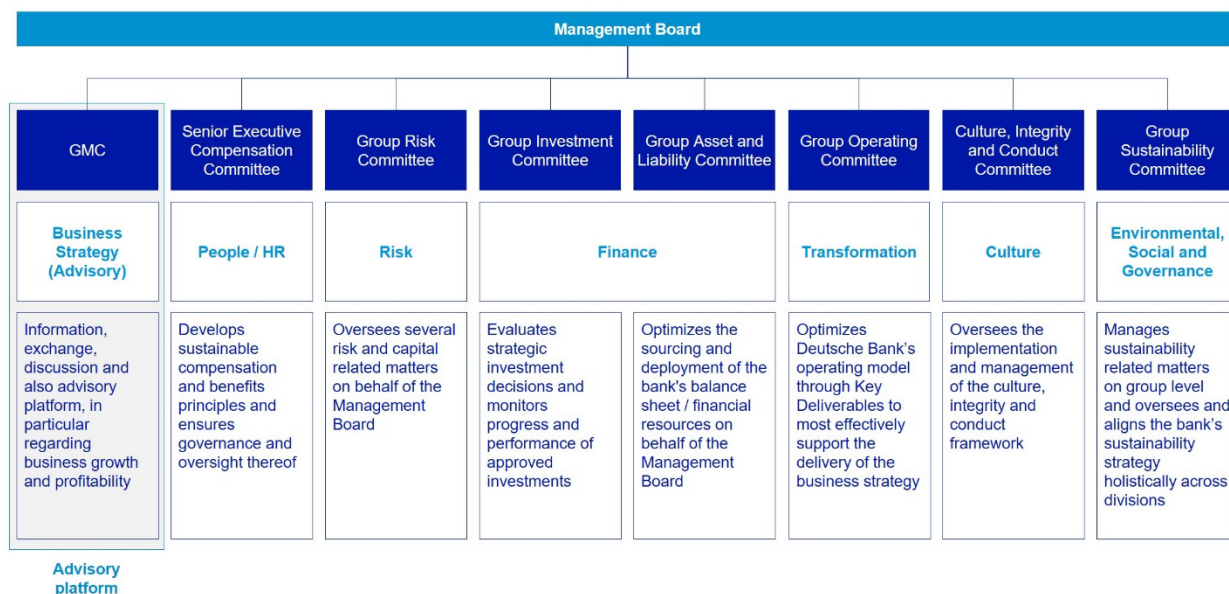 Management Board
GMC
Senior Executive
Compensation
Committee
Group Risk
Committee
Group Investment
Committee
Group Asset and
Liability Committee
Group Operating
Committee
Culture, Integrity
and Conduct
Committee
Group
Sustainability
Committee
Business
Strategy
(Advisory)
People / HR
Risk
Finance
Transformation
Culture
Environmental,
Social and
Governance
Information,
exchange,
discussion and
also advisory
platform, in
particular
regarding
business growth
and profitability
Develops
sustainable
compensation
and benefits
principles and
ensures
governance and
oversight thereof
Oversees several
risk and capital
related matters
on behalf of the
Management
Board
Evaluates
strategic
investment
decisions and
monitors
progress and
performance of
approved
investments
Optimizes the
sourcing and
deployment of the
bank's balance
sheet / financial
resources on
behalf of the
Management
Board
Optimizes
Deutsche Bank's
operating model
through Key
Deliverables to
most effectively
support the
delivery of the
business strategy
Oversees the
implementation
and management
of the culture,
integrity and
conduct
framework
Manages
sustainability
related matters
on group level
and oversees and
aligns the bank's
sustainability
strategy
holistically across
divisions
Advisory
platform